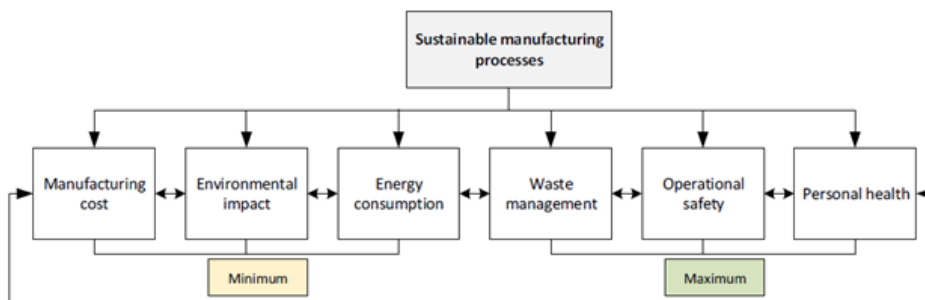 Sustainable manufacturing
processes
Manufacturing
cost
Environmental
impact
Energy
consumption
Waste
management
Operational
safety
Personal health
Minimum
Maximum